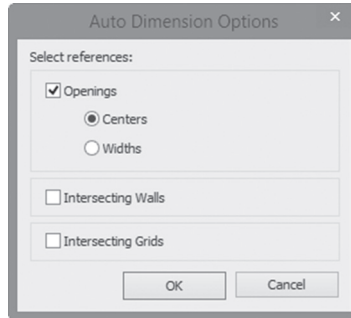 Auto Dimension Options
Select references:
Openings
Centers
Widths
Intersecting Walls
Intersecting Grids
OK Cancel